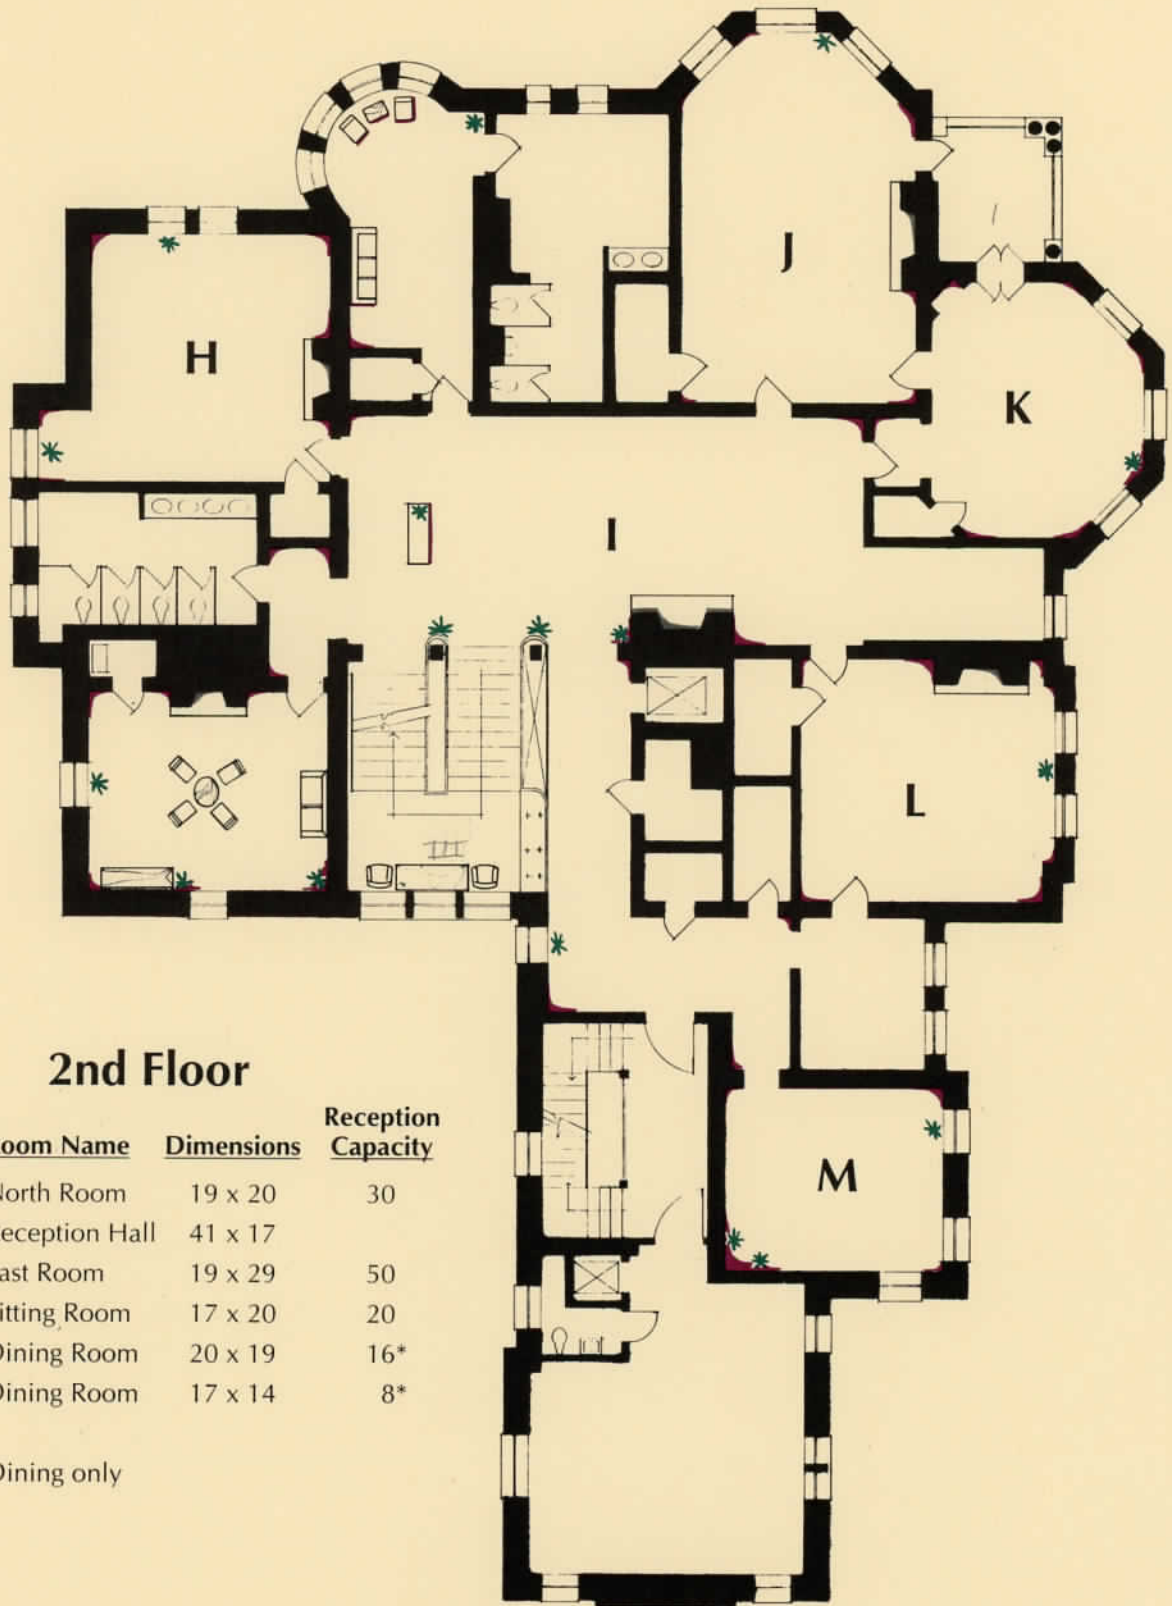 H
J
K
I
L
M
2nd Floor
Reception
oom Name Dimensions Capacity
North Room 19 x 20 30
eception Hall 41 x 17
ast Room 19 x 29 50
itting Room 17 x 20 20
Dining Room 20 x 19 16*
Dining Room 17 x 14 8*
Dining only